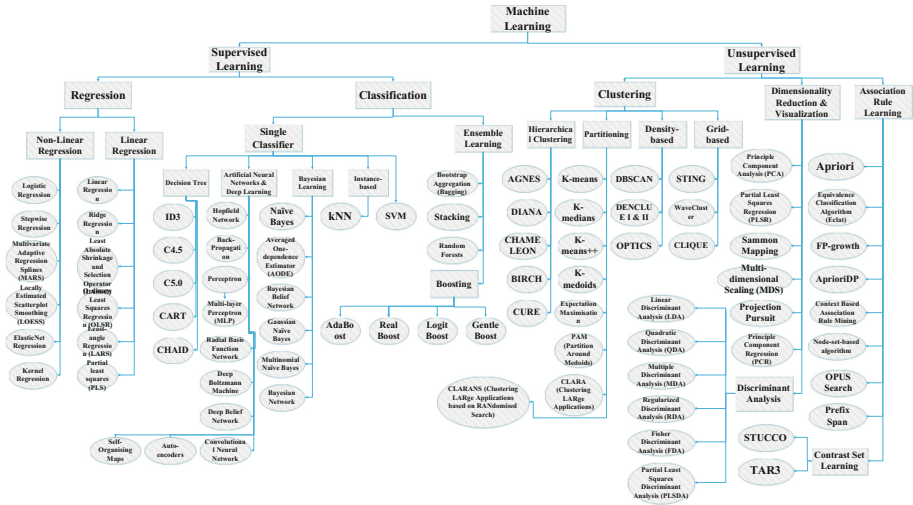 Machine
Learning
Supervised
Learning
Unsupervised
Learning
Regression
Classification
Clustering
Dimensionality
Reduction &
Visualization
Association
Rule Learning
Non-Linear
Regression
Linear
Regression
Single
Classifier
Ensemble
Learning
Hierarchica
l Clustering
Partitioning
Density-
based
Grid-
based
Logistic
Regression
Stepwise
Regression
Multivariate
Adaptive
Regression
Splines (MARS)
Locally
Estimated
Scatterplot
Smoothing
(LOESS)
ElasticNet
Regression
Kernel
Regression
Linear
Regressio
n
Ridge
Regressio
n
Least
Absolute
Shrinkage
and
Selection
Operator
Least
Squares
Regressio
n (OLSR)
Least-
angle
Regressio
n (LARS)
Partial
least
squares
(PLS)
Decision Tree
ID3
C4.5
C5.0
CART
CHAID
Artificial Neural
Networks &
Deep Learning
Hopfield
Network
Back-
Propagation
Perceptron
Multi-layer
Perceptron
(MLP)
Radial Basis
Function
Network
Deep
Boltzmann
Machine
Deep Belief
Network
Self-
Organising
Maps
Auto-
encoders
Convolutiona
l Neural
Network
Bayesian
Learning
Naïve
Bayes
Averaged
One-
dependence
Estimator
(AODE)
Bayesian
Belief
Network
Gaussian
Naïve
Bayes
Multinomial
Naïve Bayes
Bayesian
Network
Instance-
based
kNN
SVM
Bootstrap
Aggregation
(Bagging)
Stacking
Random
Forests
Boosting
AdaBo
ost
Real
Boost
Logit
Boost
Gentle
Boost
AGNES
DIANA
CHAME
LEON
BIRCH
CURE
K-means
K-
medians
K-
means++
K-
medoids
Expectation
Maximisatio
n
PAM
(Partition
Around
Medoids)
CLARA
(Clustering
LARge
Applications)
CLARANS (Clustering
LARge Applications
based on RANdomised
Search)
DBSCAN
DENCLU
E I & II
OPTICS
STING
WaveClust
er
CLIQUE
Principle
Component
Analysis (PCA)
Partial Least
Squares
Regression
(PLSR)
Sammon
Mapping
Multi-
dimensional
Scaling (MDS)
Projection
Pursuit
Principle
Component
Regression
(PCR)
Discriminant
Analysis
Linear
Discriminant
Analysis (LDA)
Quadratic
Discriminant
Analysis (QDA)
Multiple
Discriminant
Analysis (MDA)
Regularized
Discriminant
Analysis (RDA)
Fisher
Discriminant
Analysis
(FDA)
Partial Least
Squares
Discriminant
Analysis (PLSDA)
Apriori
Equivalence
Classification
Algorithm
(Eclat)
FP-growth
AprioriDP
Context Based
Association
Rule Mining
Node-set-based
algorithm
OPUS
Search
Prefix
Span
Contrast Set
Learning
STUCCO
TAR3